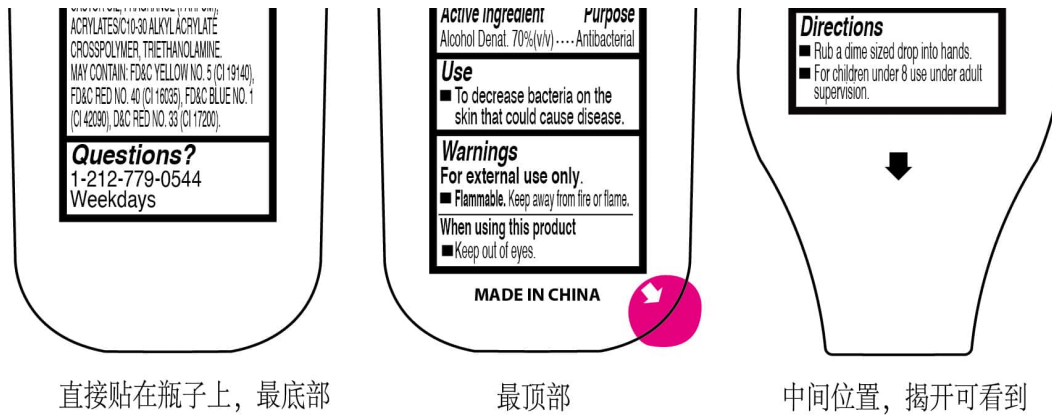 ACRYLATES/C10-30 ALKYL ACRYLATE
CROSSPOLYMER, TRIETHANOLAMINE.
MAY CONTAIN: FD&C YELLOW NO. 5 (CI 19140),
FD&C RED NO. 40 (CI 16035), FD&C BLUE NO. 1
(CI 42090), D&C RED NO. 33 (CI 17200).
Questions?
1-212-779-0544
Weekdays
直接贴在瓶子上，最底部
Active Ingredient Purpose
Alcohol Denat. 70%(v/v)....Antibacterial
Use
■ To decrease bacteria on the
skin that could cause disease.
Warnings
For external use only.
■ Flammable. Keep away from fire or flame.
When using this product
■ Keep out of eyes.
MADE IN CHINA
最顶部
Directions
■ Rub a dime sized drop into hands.
■ For children under 8 use under adult
supervision.
中间位置，揭开可看到